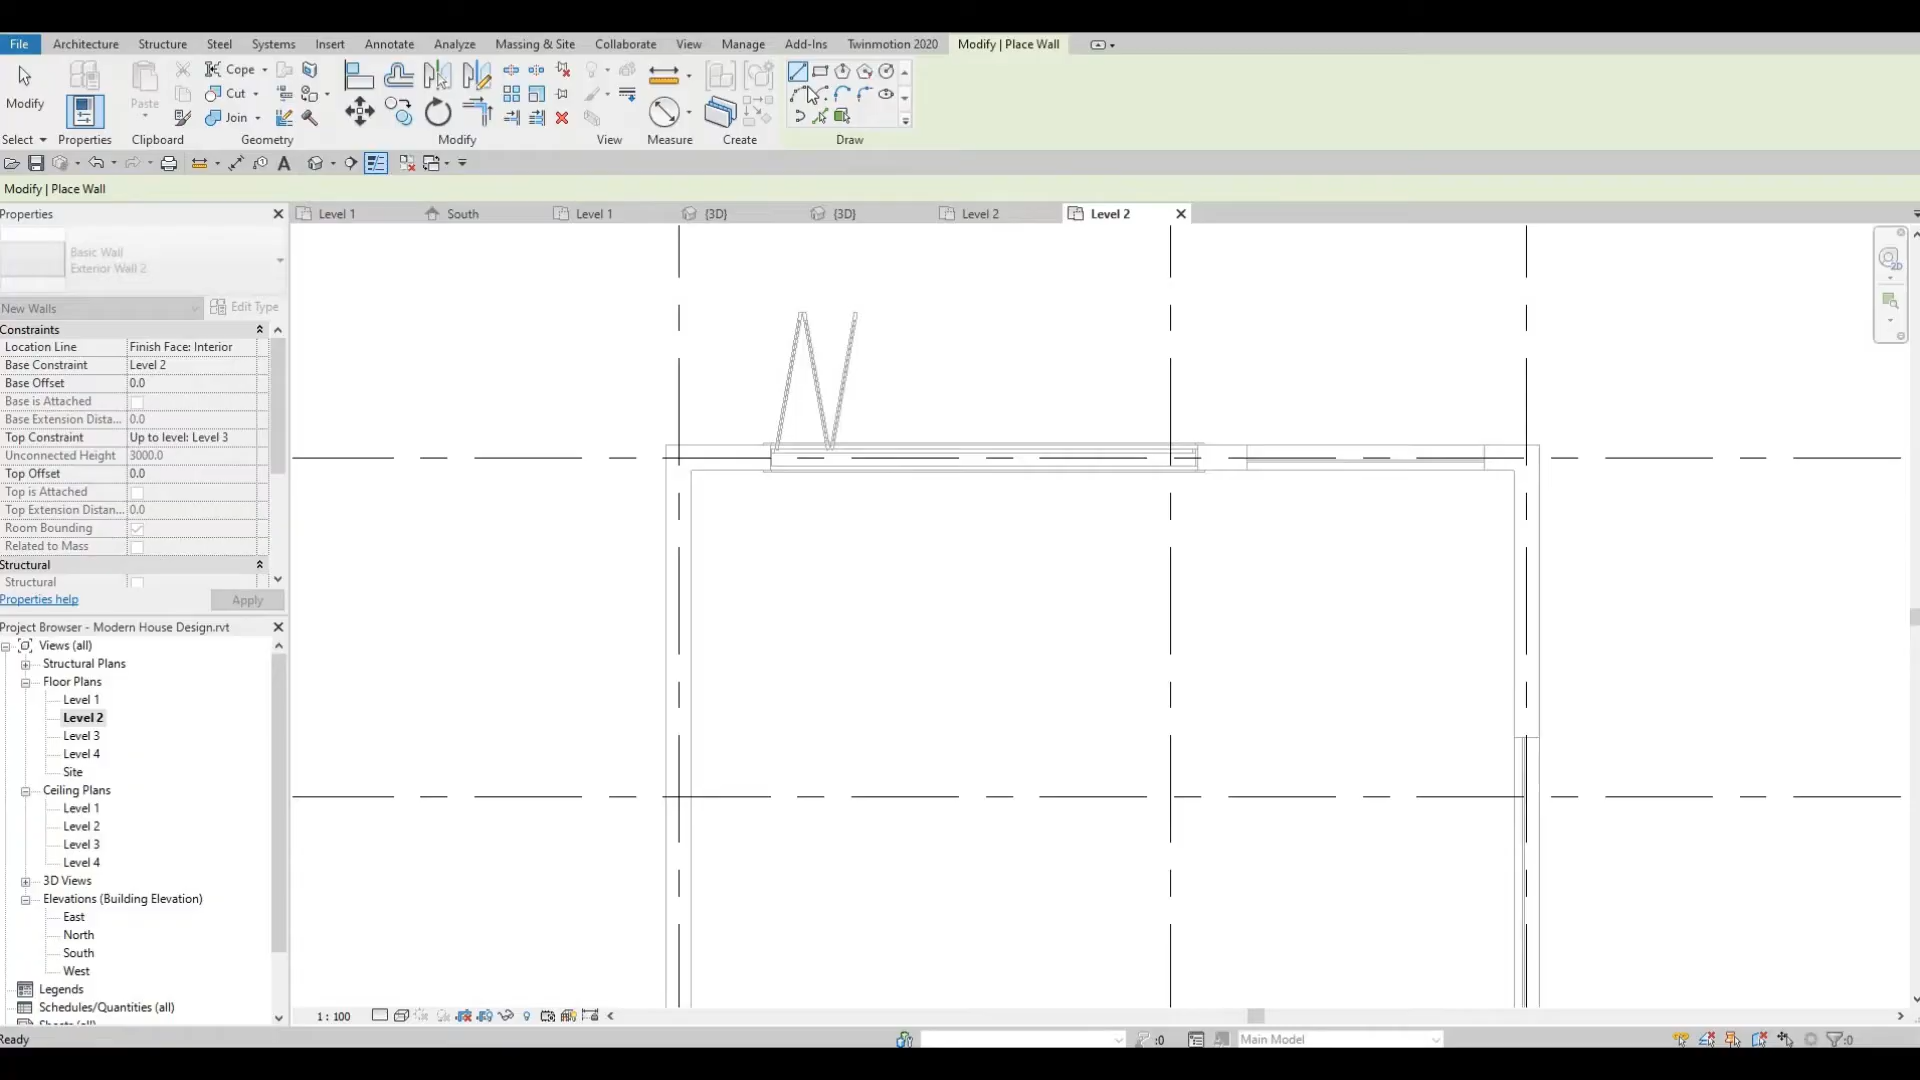 File Architecture Structure Steel Systems Insert Annotate Analyze Massing & Site Collaborate View Manage Add-Ins Twinmotion 2020 Modify | Place Wall
Modify
Paste
Cope
Cut
Join
Select Properties Clipboard Geometry Modify View Measure Create Draw
A
Modify | Place Wall
Properties
Level 1 South Level 1 {3D} {3D} Level 2 Level 2
Basic Wall
Exterior Wall 2
New Walls Edit Type
Constraints
Location Line Finish Face: Interior
Base Constraint Level 2
Base Offset 0.0
Base is Attached
Base Extension Dista... 0.0
Top Constraint Up to level: Level 3
Unconnected Height 3000.0
Top Offset 0.0
Top is Attached
Top Extension Distan... 0.0
Room Bounding
Related to Mass
Structural
Structural
Properties help Apply
Project Browser - Modern House Design.rvt
Views (all)
Structural Plans
Floor Plans
Level 1
Level 2
Level 3
Level 4
Site
Ceiling Plans
Level 1
Level 2
Level 3
Level 4
3D Views
Elevations (Building Elevation)
East
North
South
West
Legends
Schedules/Quantities (all)
Sheets (all)
2D
1 : 100
Ready
:0
Main Model
:0